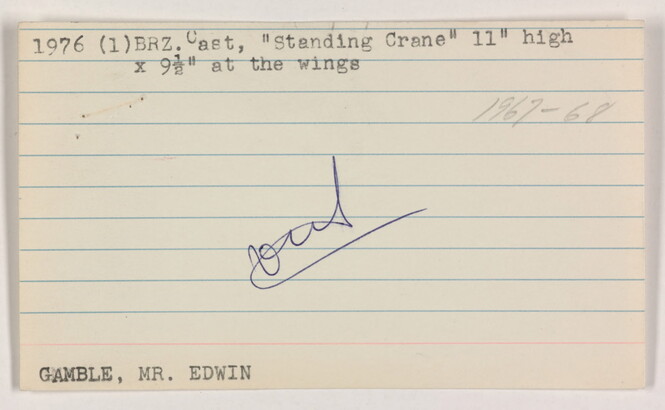 1976 (1)BRZ.Cast, "Standing Crane" 11" high
x 9½" at the wings
1967-68
GAMBLE, MR. EDWIN